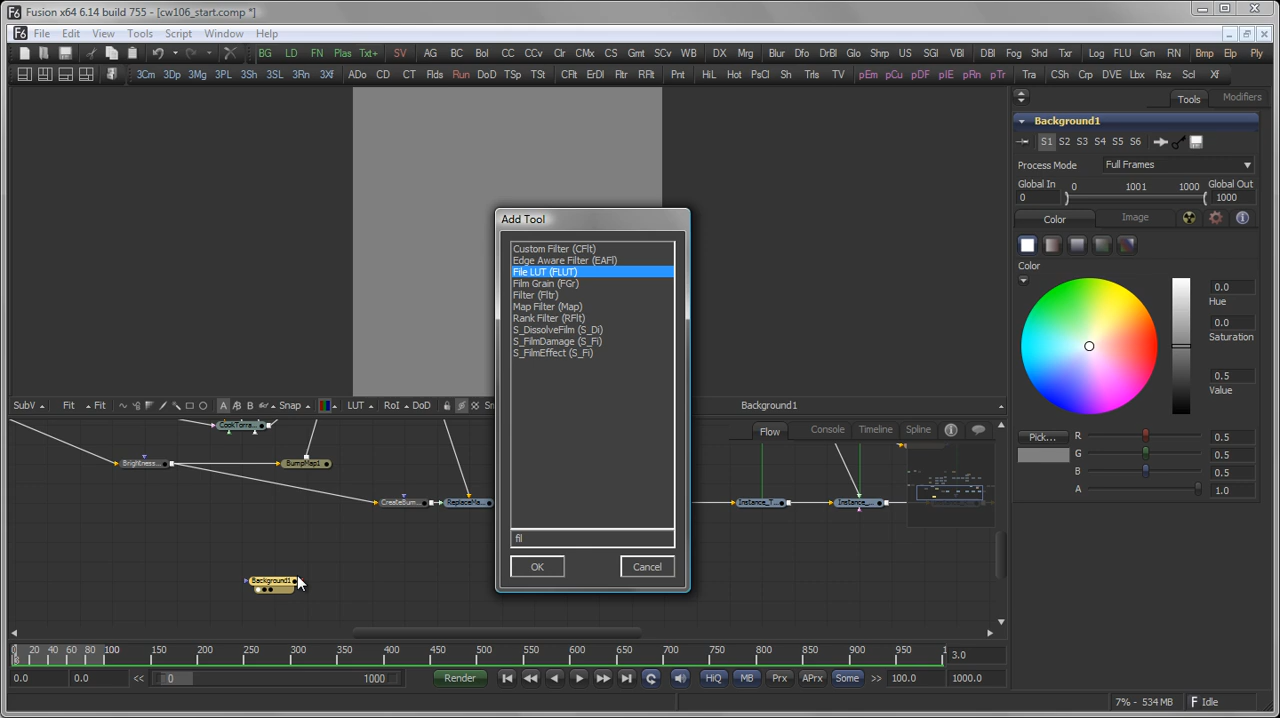 Fusion x64 6.14 build 755 - [cw106_start.comp *]
File Edit View Tools Script Window Help
BG LD FN Plas Txt+ SV AG BC Bol CC CCv Clr CMx CS Gmt SCv WB DX Mrg Blur Dfo DrBl Glo Shrp US SGl VBl DBl Fog Shd Txr Log FLU Gm RN Bmp Elp Ply
3Cm 3Dp 3Mg 3PL 3Sh 3SL 3Rn 3Xf ADo CD CT Flds Run DoD TSp TSt CFlt ErDl Fltr RFlt Pnt HiL Hot PsCl Sh Trls TV pEm pCu pDF pIE pRn pTr Tra CSh Crp DVE Lbx Rsz Scl Xf
Tools Modifiers
Background1
S1 S2 S3 S4 S5 S6
Process Mode Full Frames
Global In 0 1001 1000 Global Out
0 1000
Color Image
Color
0.0
Hue
0.0
Saturation
0.5
Value
Pick... R 0.5
G 0.5
B 0.5
A 1.0
Add Tool
Custom Filter (CFlt)
Edge Aware Filter (EAFl)
File LUT (FLUT)
Film Grain (FGr)
Filter (Fltr)
Map Filter (Map)
Rank Filter (RFlt)
S_DissolveFilm (S_Di)
S_FilmDamage (S_Fi)
S_FilmEffect (S_Fi)
fil
OK Cancel
SubV Fit Fit A B Snap LUT RoI DoD Sn Background1
Flow Console Timeline Spline
Brightness... BumpMap1
CreateBum...
Background1
0 20 40 60 80 100 150 200 250 300 350 400 450 500 550 600 650 700 750 800 850 900 950 1 3.0
0.0 0.0 << 0 1000 Render HiQ MB Prx APrx Some >> 100.0 1000.0
7% - 534 MB Idle